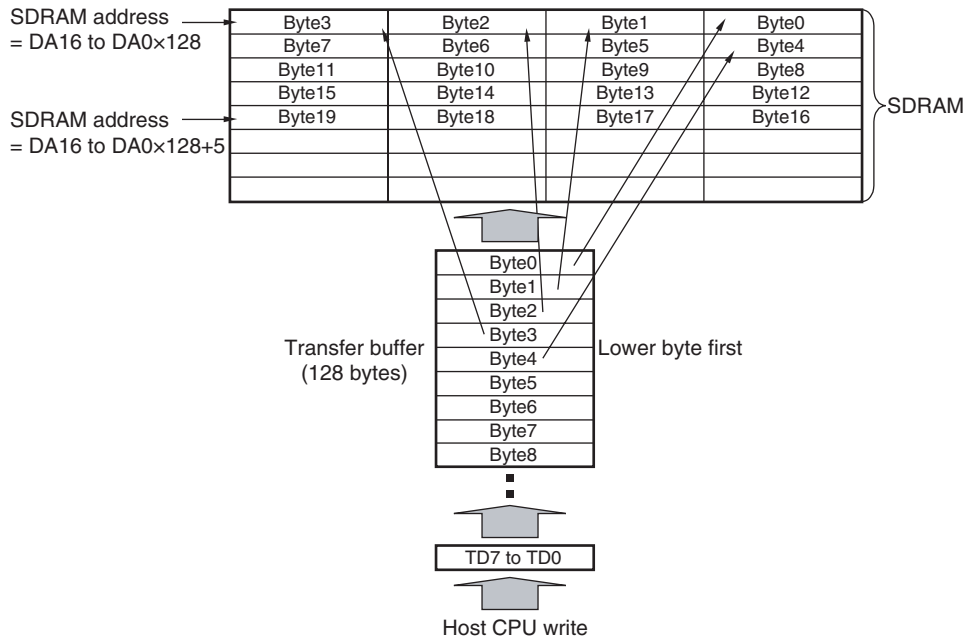 SDRAM address
= DA16 to DA0×128
Byte3 Byte2 Byte1 Byte0
Byte7 Byte6 Byte5 Byte4
Byte11 Byte10 Byte9 Byte8
Byte15 Byte14 Byte13 Byte12
Byte19 Byte18 Byte17 Byte16
SDRAM address
= DA16 to DA0×128+5
SDRAM
Byte0
Byte1
Byte2
Byte3
Byte4
Byte5
Byte6
Byte7
Byte8
Transfer buffer
(128 bytes)
Lower byte first
TD7 to TD0
Host CPU write